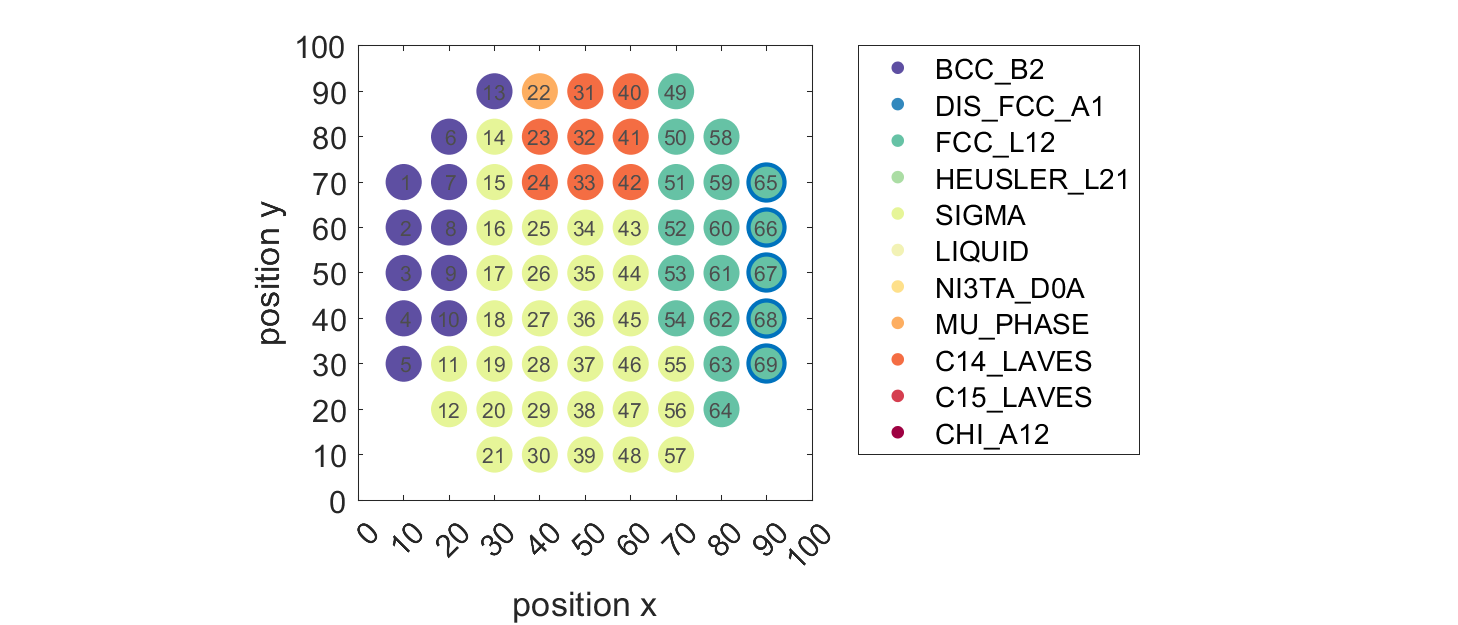 100
90
80
70
60
50
40
30
20
10
0
13 22 31 40 49
6 14 23 32 41 50 58
1 7 15 24 33 42 51 59 65
2 8 16 25 34 43 52 60 66
3 9 17 26 35 44 53 61 67
4 10 18 27 36 45 54 62 68
5 11 19 28 37 46 55 63 69
12 20 29 38 47 56 64
21 30 39 48 57
0 10 20 30 40 50 60 70 80 90 100
position x
position y
BCC_B2
DIS_FCC_A1
FCC_L12
HEUSLER_L21
SIGMA
LIQUID
NI3TA_D0A
MU_PHASE
C14_LAVES
C15_LAVES
CHI_A12